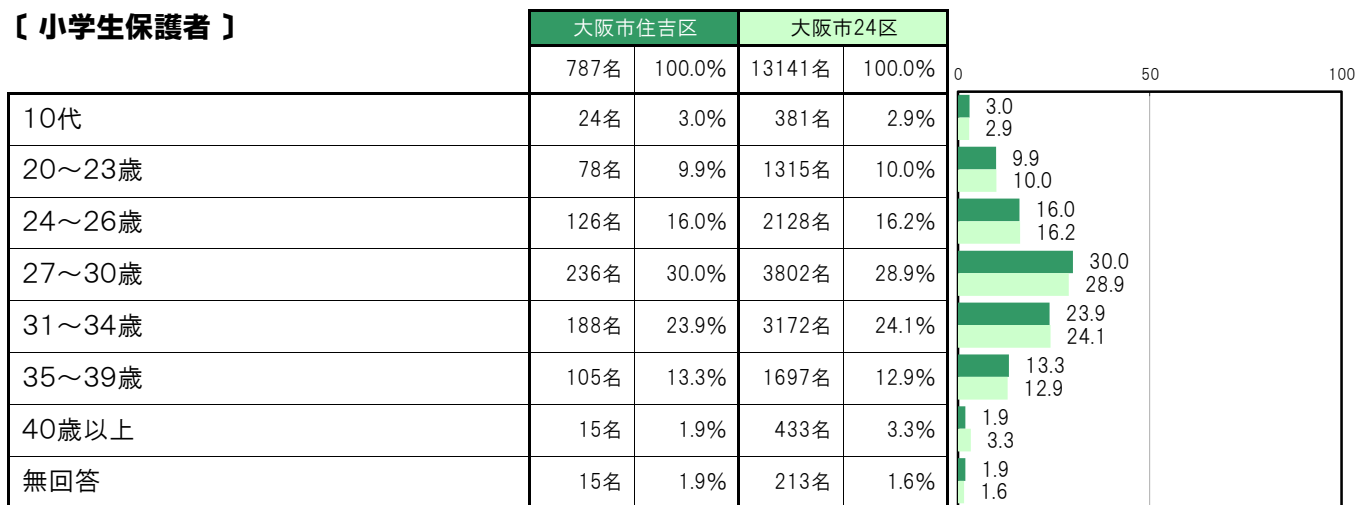 〔 小学生保護者 〕
大阪市住吉区 大阪市24区
787名 100.0% 13141名 100.0%
0 50 100
10代 24名 3.0% 381名 2.9%
3.0
2.9
20～23歳 78名 9.9% 1315名 10.0%
9.9
10.0
24～26歳 126名 16.0% 2128名 16.2%
16.0
16.2
27～30歳 236名 30.0% 3802名 28.9%
30.0
28.9
31～34歳 188名 23.9% 3172名 24.1%
23.9
24.1
35～39歳 105名 13.3% 1697名 12.9%
13.3
12.9
40歳以上 15名 1.9% 433名 3.3%
1.9
3.3
無回答 15名 1.9% 213名 1.6%
1.9
1.6